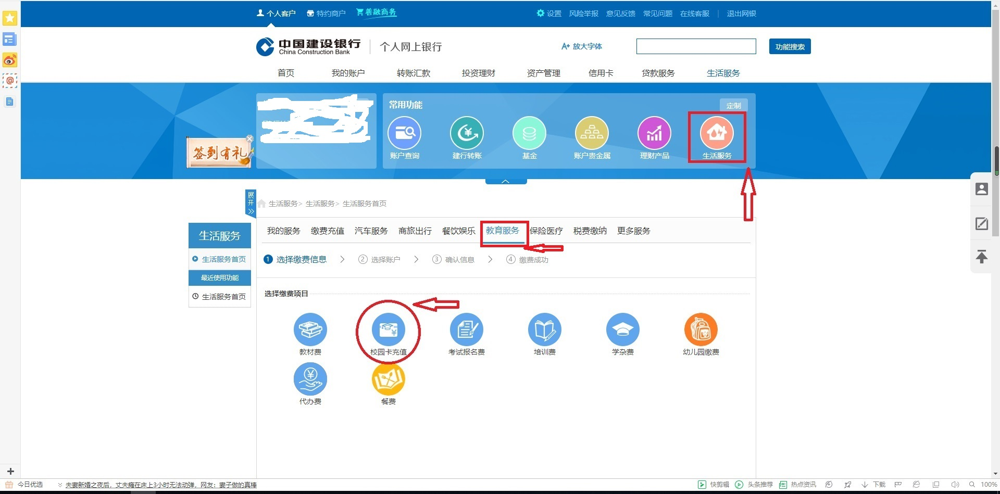 个人客户 特约商户 善融商务 设置 风险举报 意见反馈 常见问题 在线客服 | 退出网银
中国建设银行 China Construction Bank 个人网上银行 A+ 放大字体 功能搜索
首页 我的账户 转账汇款 投资理财 资产管理 信用卡 贷款服务 生活服务
常用功能 定制
签到有礼
账户查询 建行转账 基金 账户贵金属 理财产品 生活服务
展开
生活服务> 生活服务> 生活服务首页
生活服务
生活服务首页
最近使用功能
生活服务首页
我的服务 缴费充值 汽车服务 商旅出行 餐饮娱乐 教育服务 保险医疗 税费缴纳 更多服务
1 选择缴费信息 2 选择账户 3 确认信息 4 缴费成功
选择缴费项目
教材费 校园卡充值 考试报名费 培训费 学杂费 幼儿园缴费
代办费 餐费
今日优选 夫妻新婚之夜后，丈夫瘫在床上3小时无法动弹，网友：妻子做的真棒 快剪辑 头条推荐 热点资讯 下载 100%